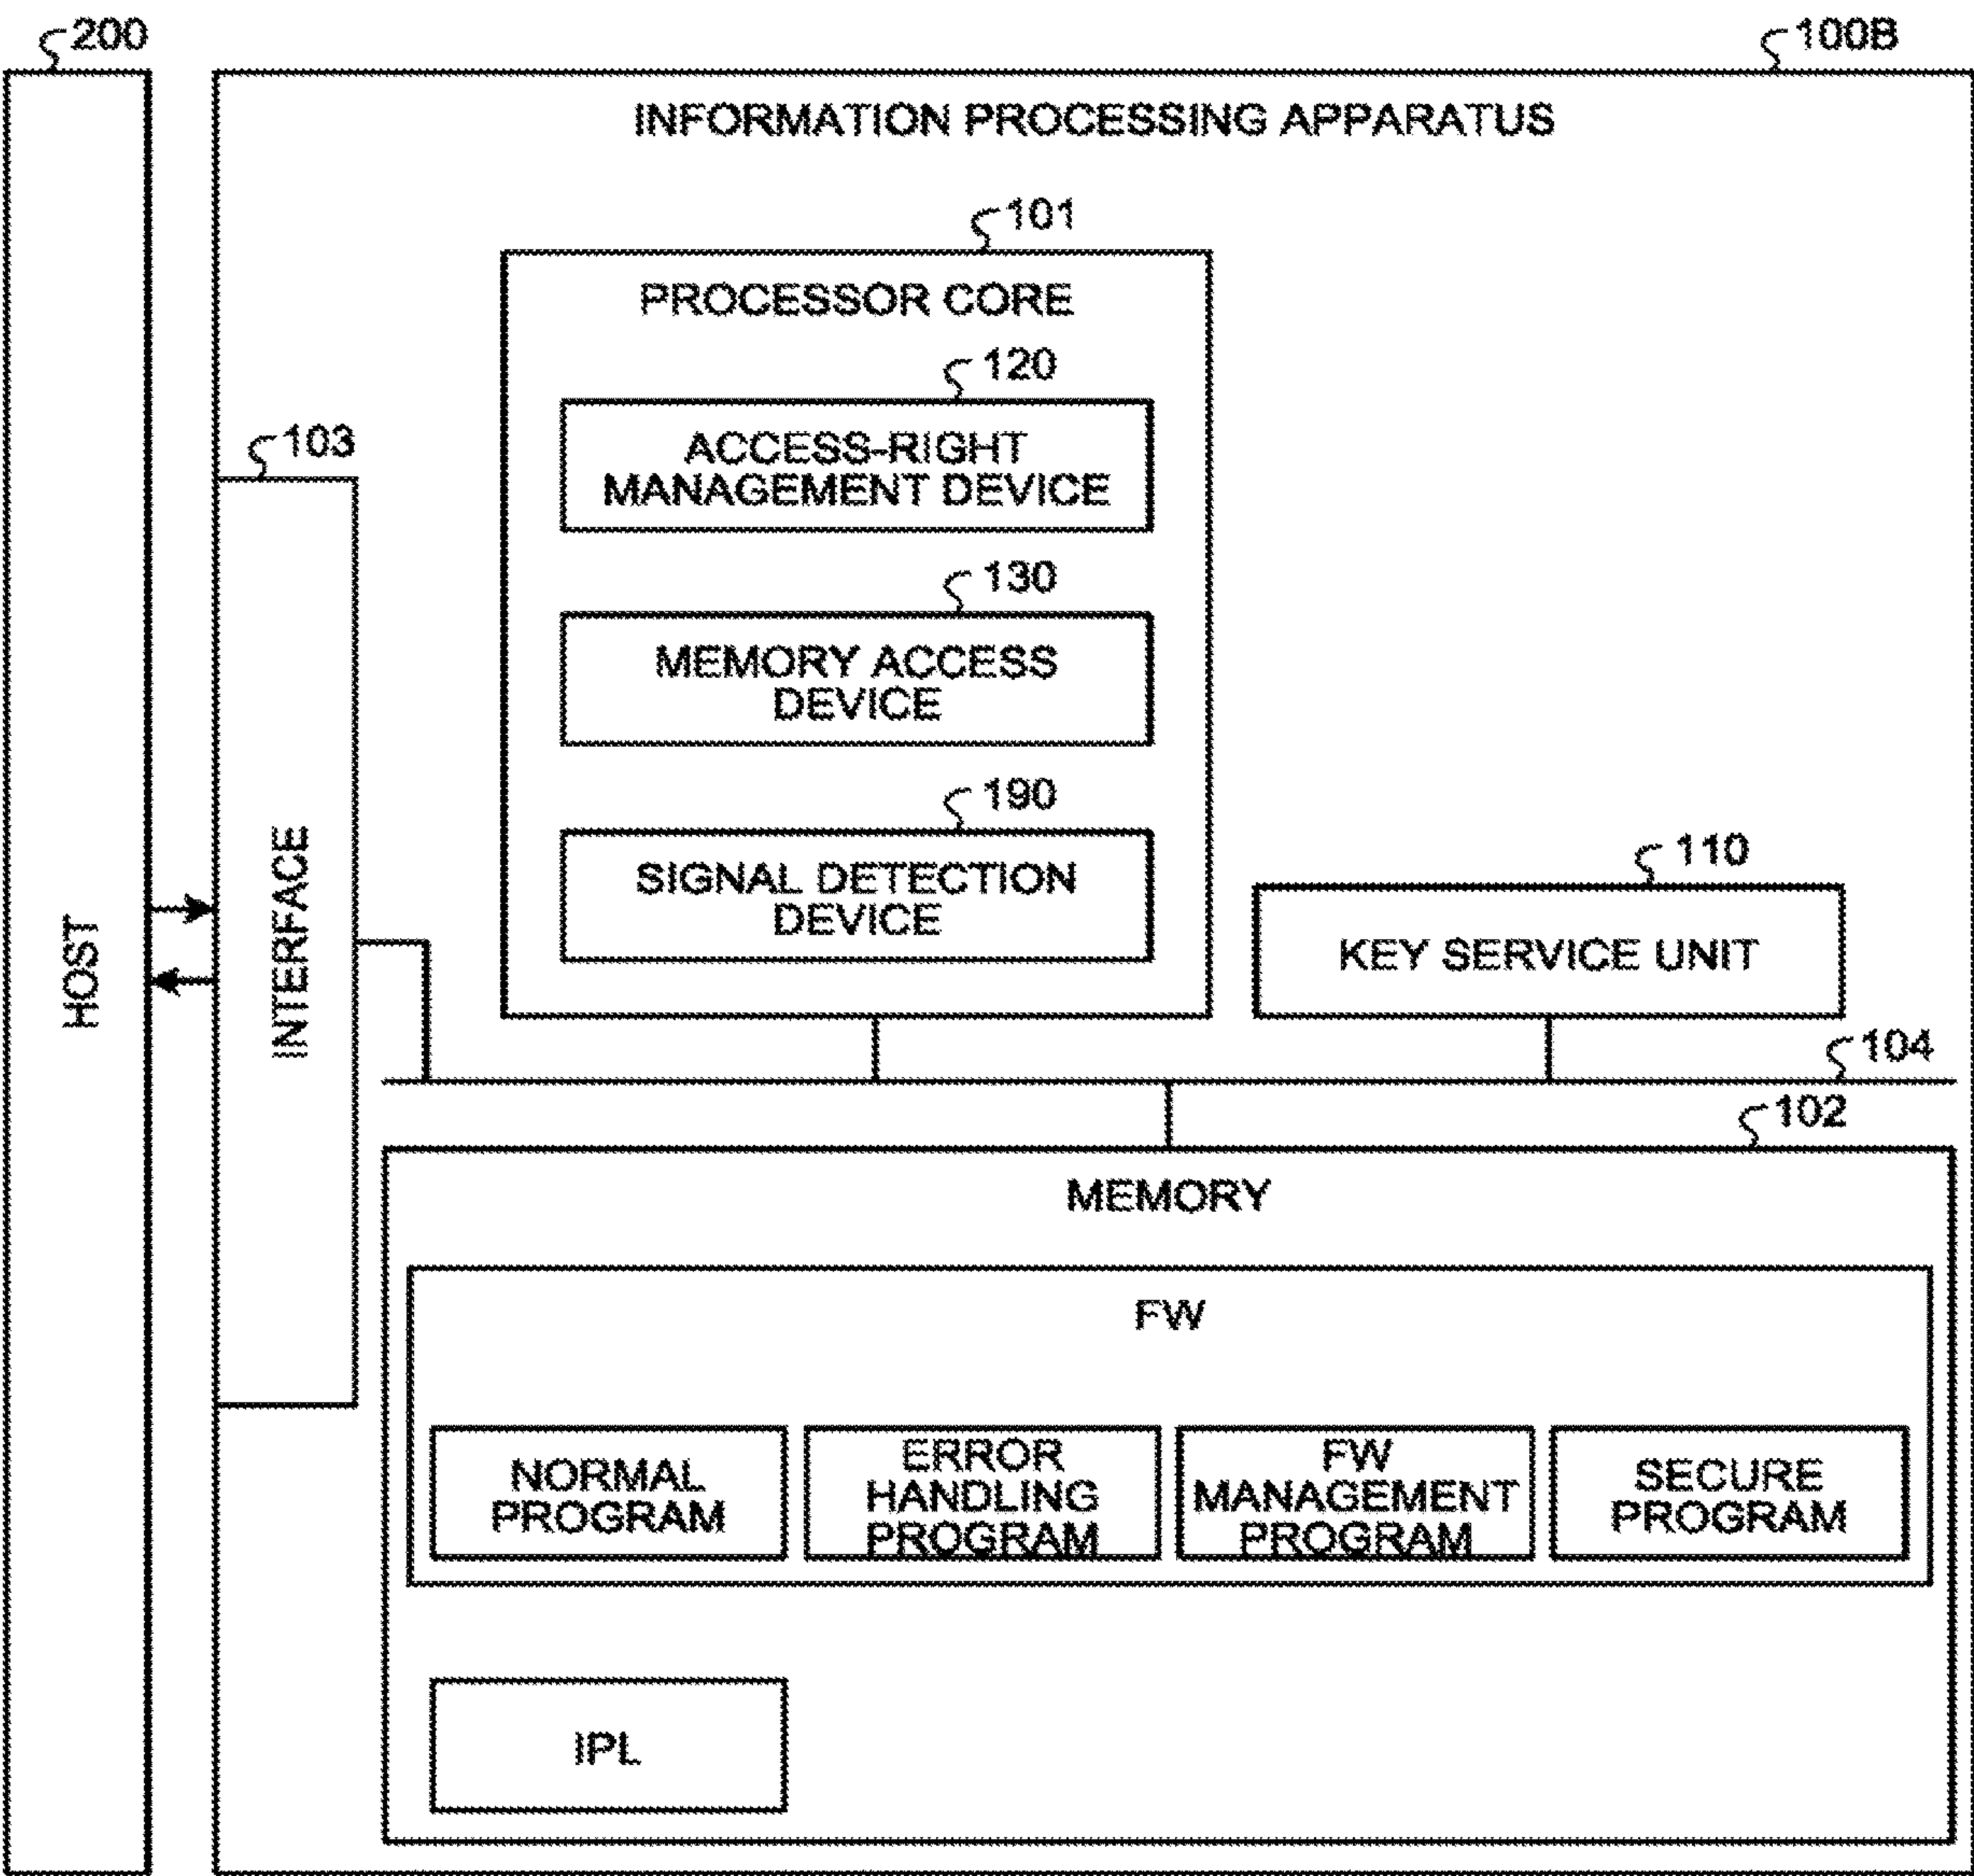 200
100B
INFORMATION PROCESSING APPARATUS
101
PROCESSOR CORE
120
ACCESS-RIGHT
MANAGEMENT DEVICE
103
130
MEMORY ACCESS
DEVICE
190
SIGNAL DETECTION
DEVICE
110
KEY SERVICE UNIT
HOST
INTERFACE
104
102
MEMORY
FW
NORMAL
PROGRAM
ERROR
HANDLING
PROGRAM
FW
MANAGEMENT
PROGRAM
SECURE
PROGRAM
IPL